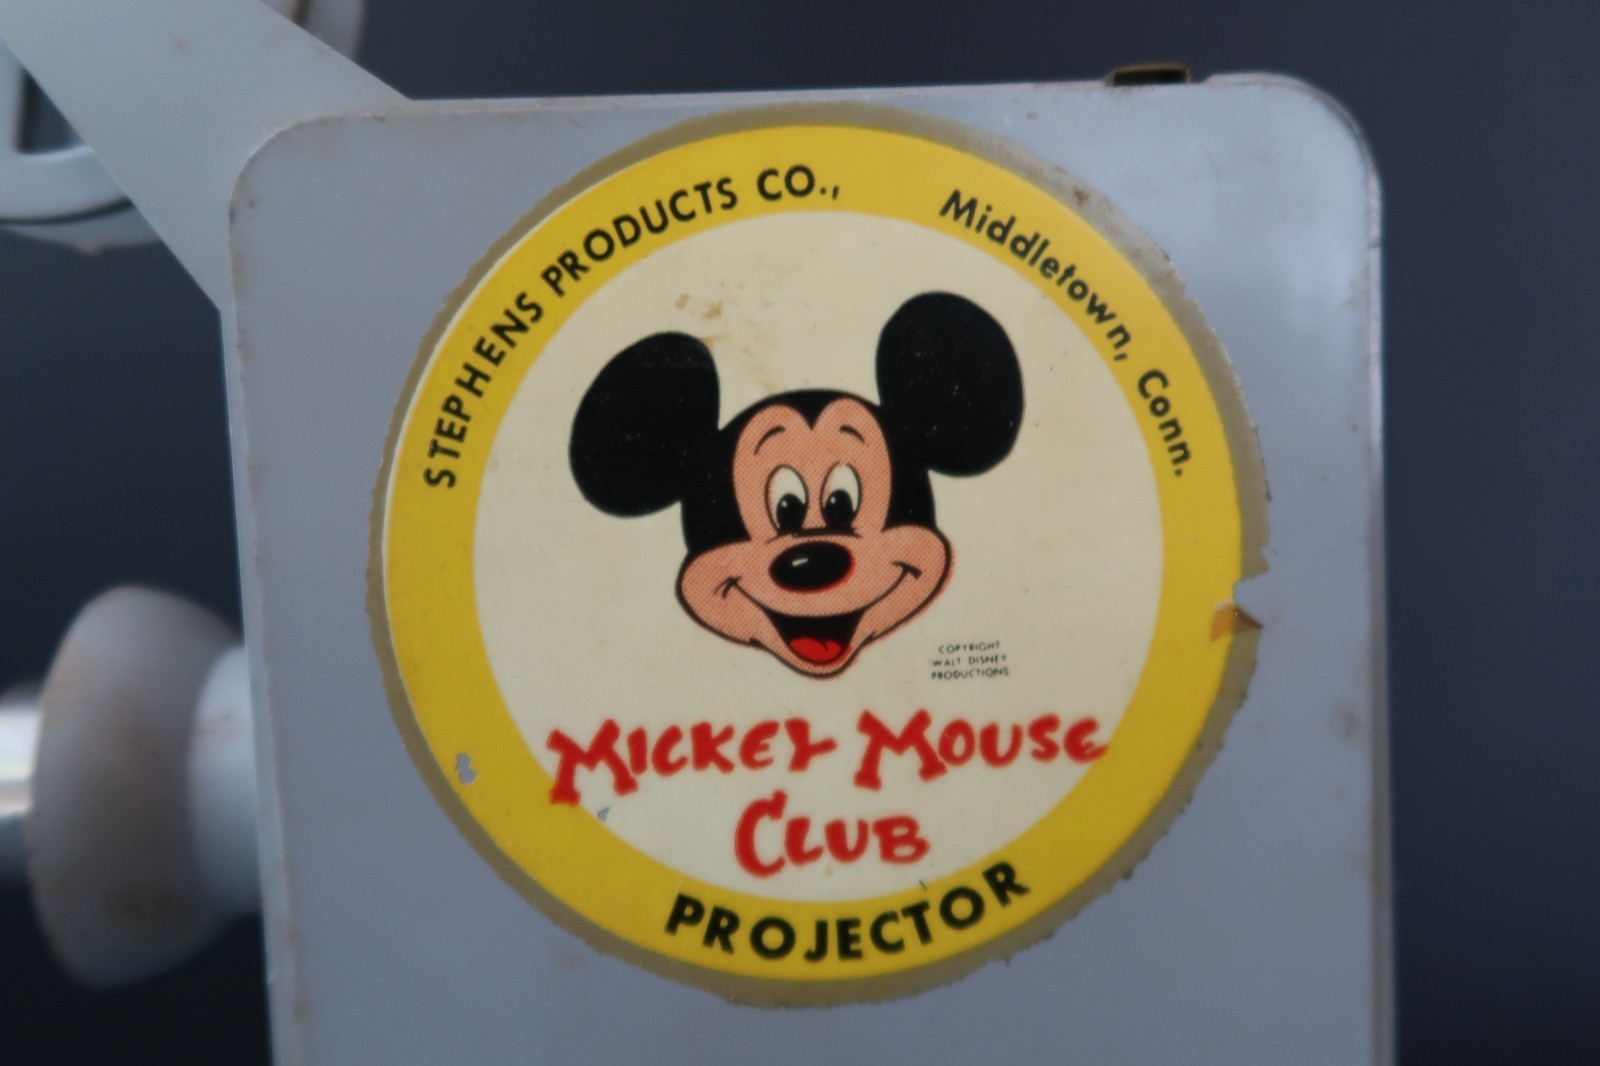 STEPHENS PRODUCTS CO., Middletown, Conn.
COPYRIGHT
WALT DISNEY
PRODUCTIONS
MICKEY MOUSE
CLUB
PROJECTOR